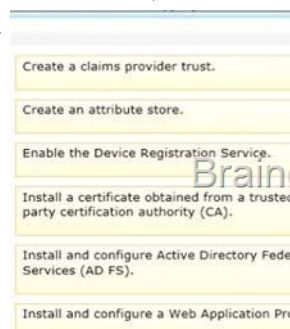 Create a claims provider trust.
Create an attribute store.
Enable the Device Registration Service.
Install a certificate obtained from a trusted
party certification authority (CA).
Install and configure Active Directory Fede
Services (AD FS).
Install and configure a Web Application Pro